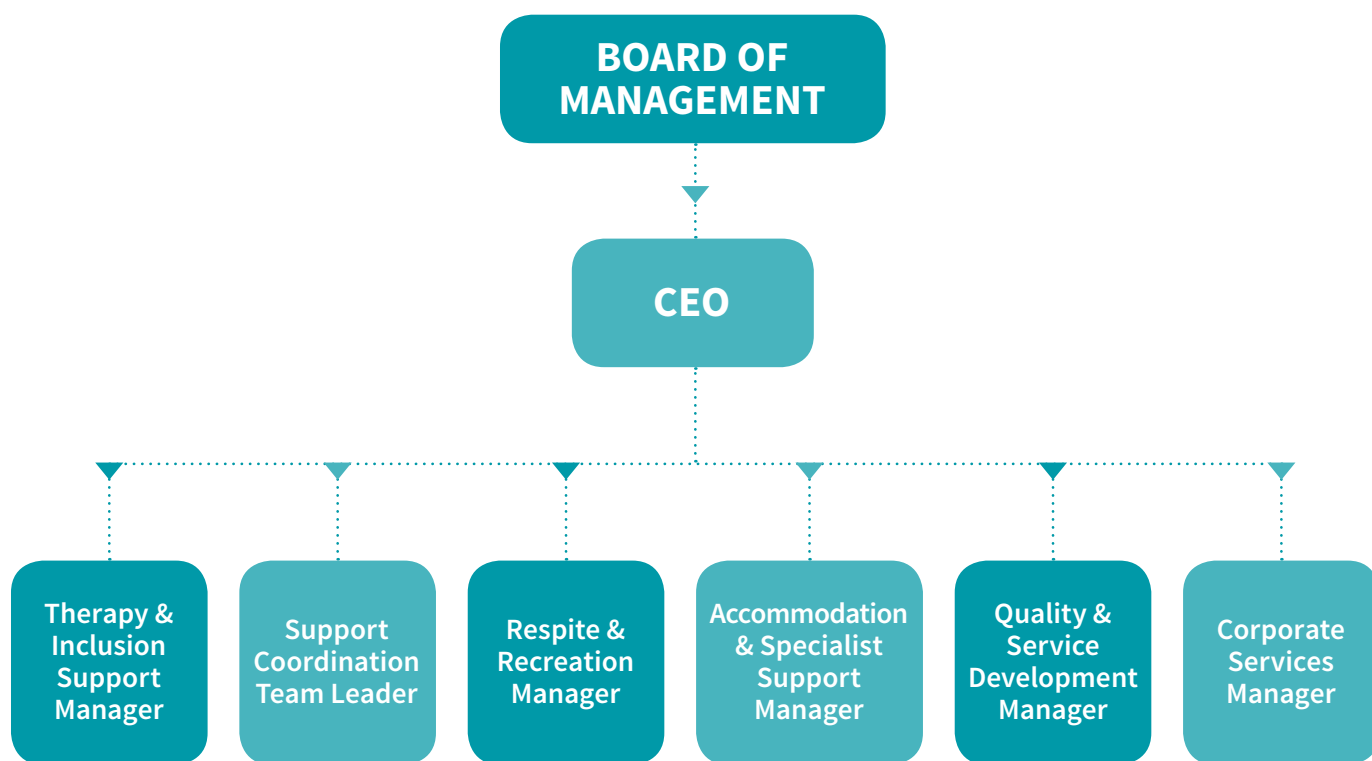 BOARD OF
MANAGEMENT
CEO
Therapy &
Inclusion
Support
Manager
Support
Coordination
Team Leader
Respite &
Recreation
Manager
Accommodation
& Specialist
Support
Manager
Quality &
Service
Development
Manager
Corporate
Services
Manager